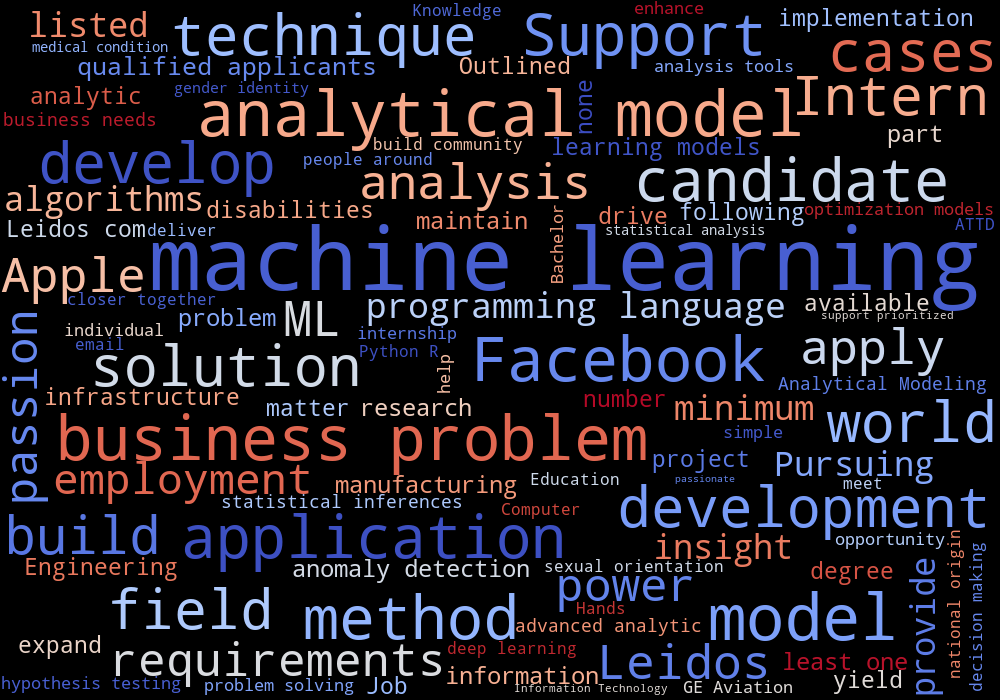 Knowledge
enhance
listed
technique
Support
implementation
medical condition
cases
qualified applicants
Outlined
analysis tools
analytic
gender identity
analytical model
none
Intern
business needs
part
develop
people around
build community
learning models
analysis
candidate
algorithms
disabilities
maintain
Bachelor
drive
following
optimization models
Leidos com
deliver
statistical analysis
ATTD
machine learning
Apple
closer together
problem
ML
programming language
available
support prioritized
individual
email
internship
Python R
help
solution
Facebook
apply
passion
infrastructure
Analytical Modeling
matter
research
number
minimum
world
simple
business problem
employment
manufacturing
Education
project
passionate
Pursuing
meet
statistical inferences
Computer
development
build
application
insight
opportunity
Engineering
anomaly detection
sexual orientation
degree
provide
national origin
decision making
power
field
method
Hands
advanced analytic
model
expand
requirements
deep learning
information
Leidos
least one
yield
hypothesis testing
problem solving
Job
Information Technology
GE Aviation